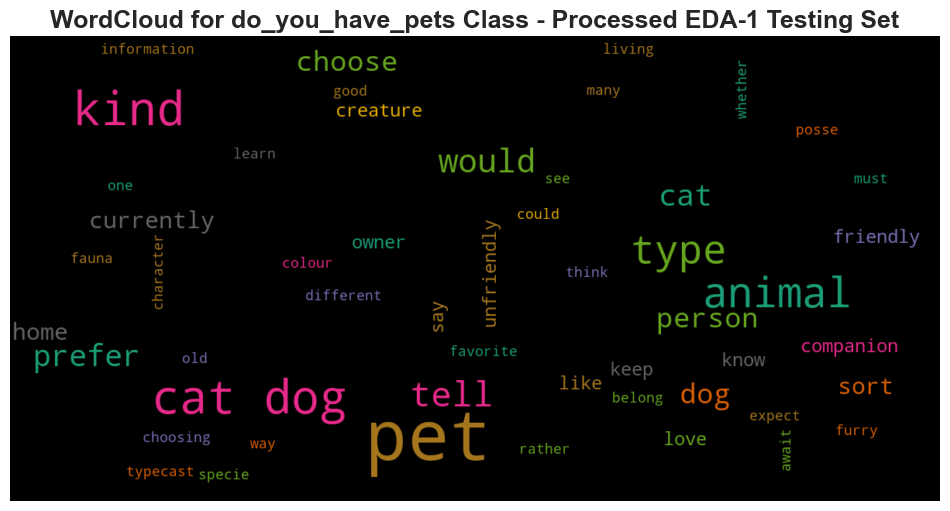 WordCloud for do_you_have_pets Class - Processed EDA-1 Testing Set
information
living
choose
kind
good
many
whether
creature
posse
learn
would
see
one
cat
must
currently
could
owner
unfriendly
type
friendly
fauna
character
colour
think
different
animal
say
person
home
prefer
old
favorite
companion
keep
know
cat dog
tell
like
dog
sort
belong
pet
expect
choosing
way
rather
love
await
furry
typecast
specie